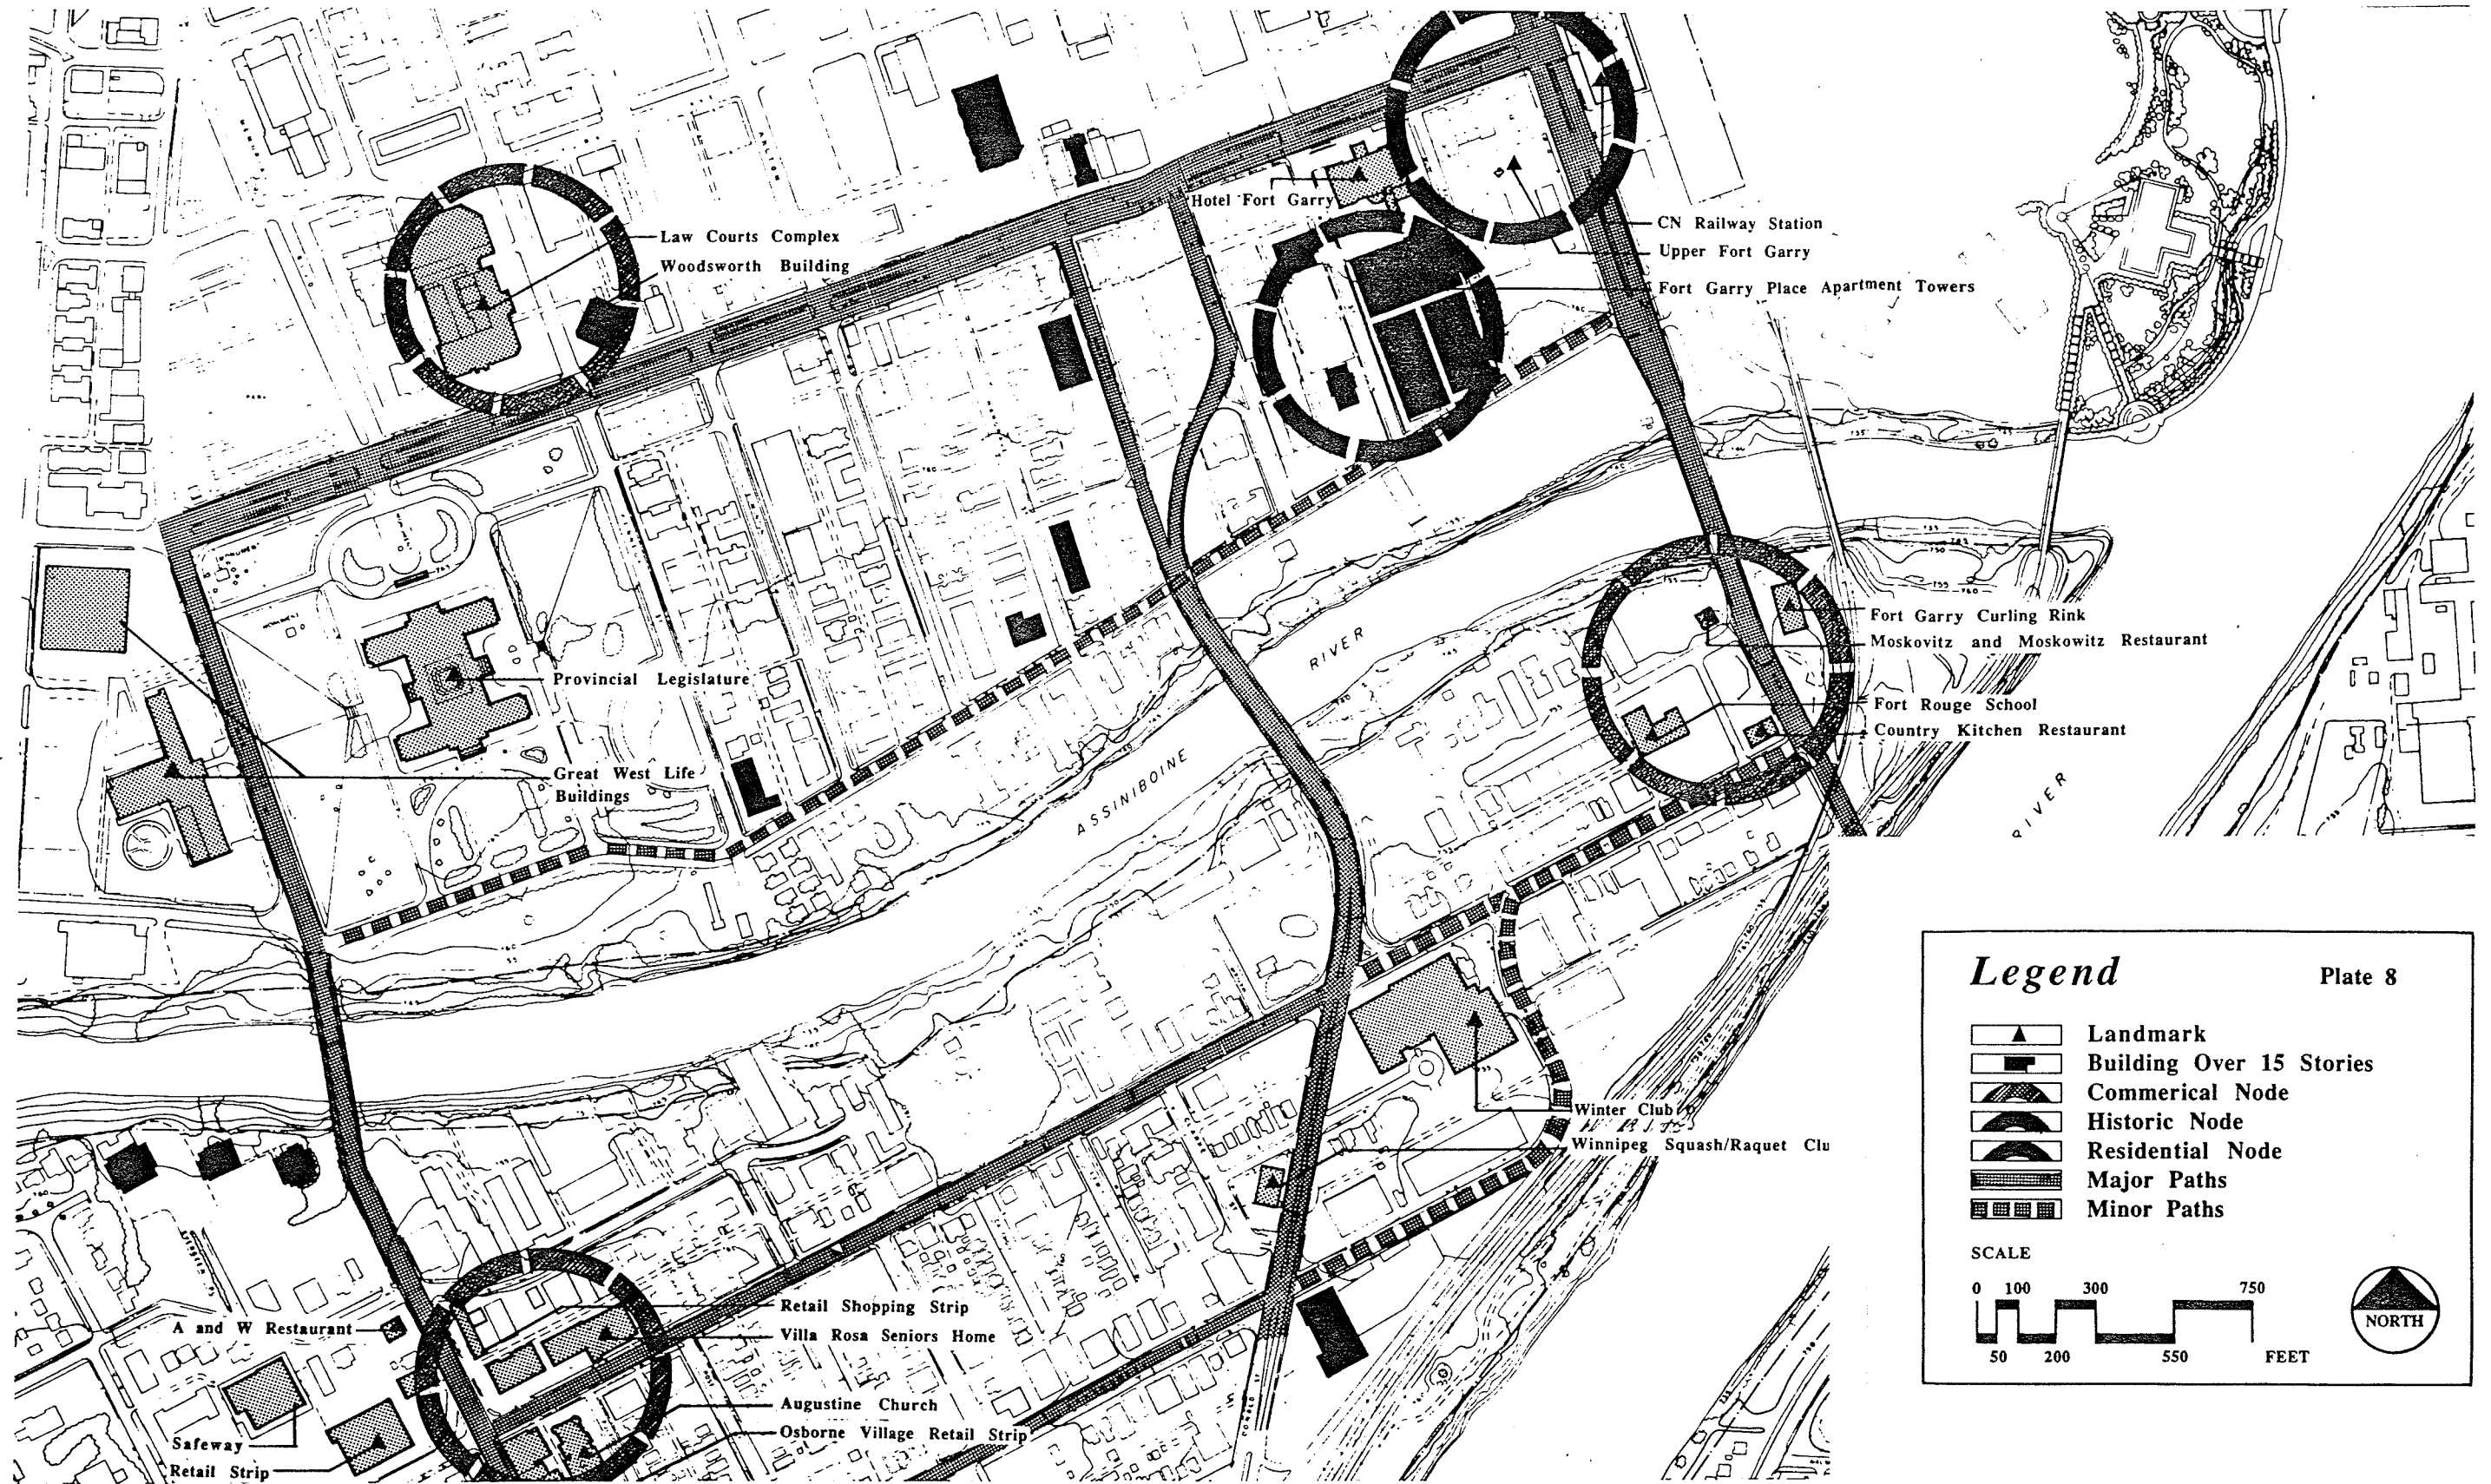 Hotel Fort Garry
Law Courts Complex
Woodsworth Building
CN Railway Station
Upper Fort Garry
Fort Garry Place Apartment Towers
Fort Garry Curling Rink
Moskovitz and Moskowitz Restaurant
RIVER
ASSINIBOINE
Provincial Legislature
Fort Rouge School
Country Kitchen Restaurant
Great West Life
Buildings
RIVER
Legend
Plate 8
Landmark
Building Over 15 Stories
Commerical Node
Historic Node
Residential Node
Major Paths
Minor Paths
SCALE
0 100 300 750
50 200 550 FEET
NORTH
Winter Club
Winnipeg Squash/Raquet Clu
Retail Shopping Strip
A and W Restaurant
Villa Rosa Seniors Home
Augustine Church
Osborne Village Retail Strip
Safeway
Retail Strip